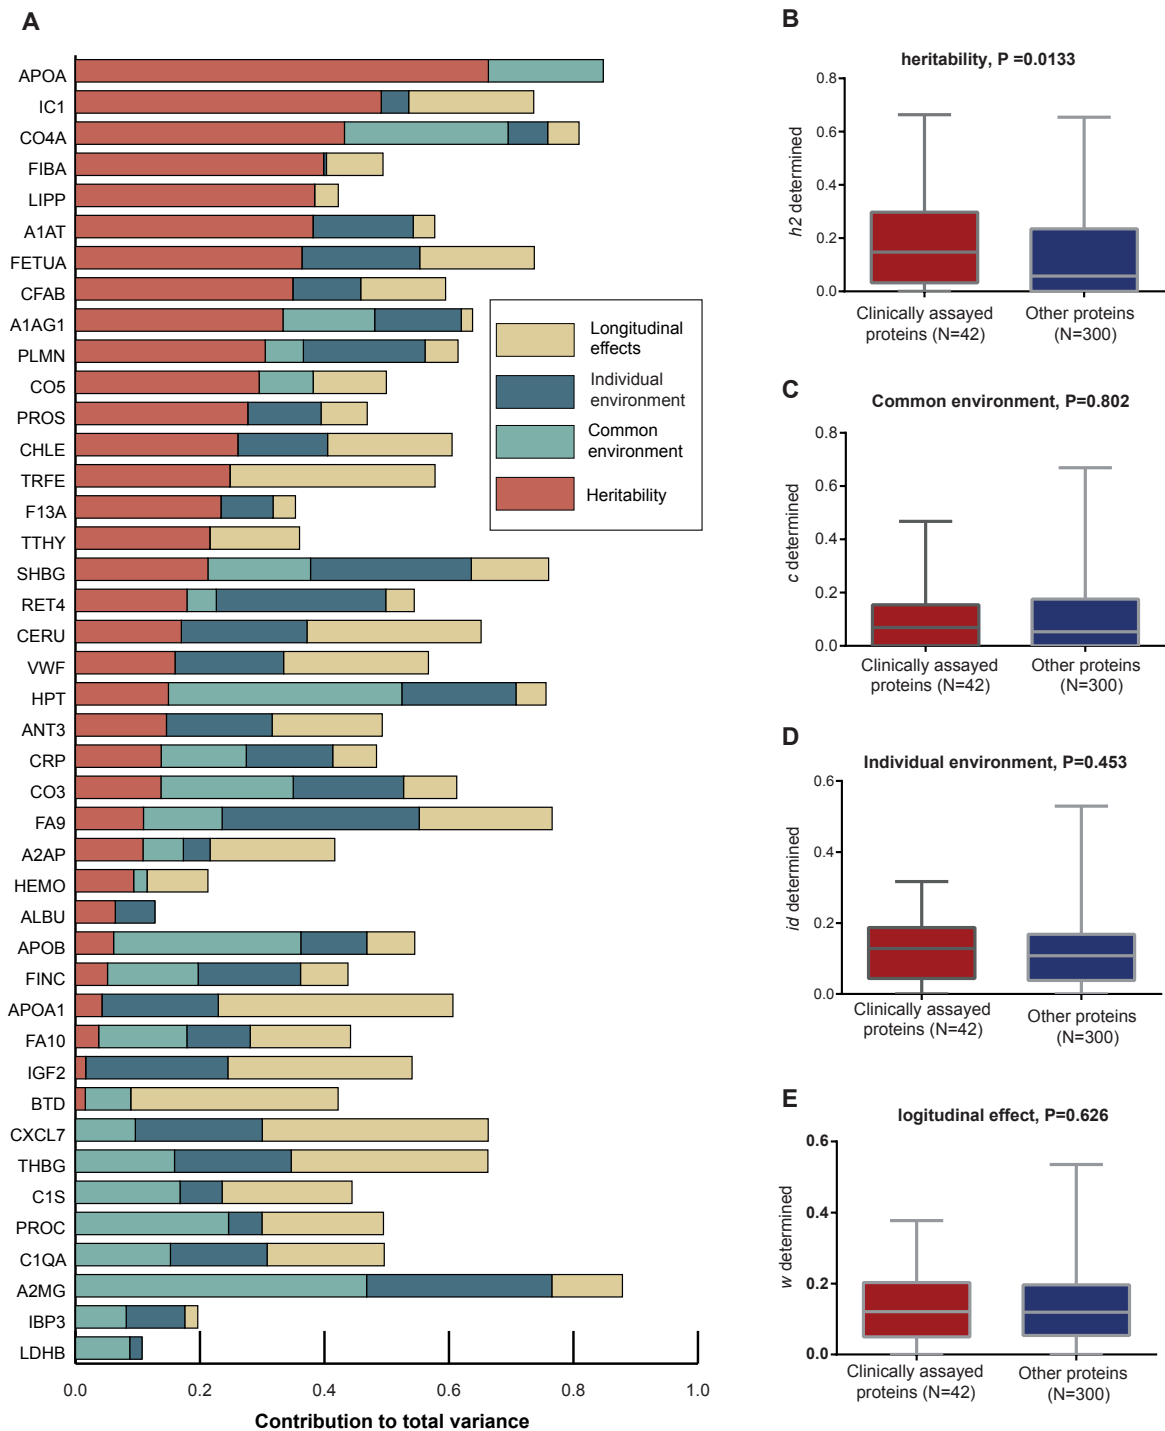 A
APOA
IC1
CO4A
FIBA
LIPP
A1AT
FETUA
CFAB
A1AG1
PLMN
CO5
PROS
CHLE
TRFE
F13A
TTHY
SHBG
RET4
CERU
VWF
HPT
ANT3
CRP
CO3
FA9
A2AP
HEMO
ALBU
APOB
FINC
APOA1
FA10
IGF2
BTD
CXCL7
THBG
C1S
PROC
C1QA
A2MG
IBP3
LDHB
0.0 0.2 0.4 0.6 0.8 1.0
Contribution to total variance
Longitudinal
effects
Individual
environment
Common
environment
Heritability
B
heritability, P =0.0133
h2 determined
0.8
0.6
0.4
0.2
0.0
Clinically assayed
proteins (N=42)
Other proteins
(N=300)
C
Common environment, P=0.802
c determined
0.8
0.6
0.4
0.2
0.0
Clinically assayed
proteins (N=42)
Other proteins
(N=300)
D
Individual environment, P=0.453
id determined
0.6
0.4
0.2
0.0
Clinically assayed
proteins (N=42)
Other proteins
(N=300)
E
logitudinal effect, P=0.626
w determined
0.6
0.4
0.2
0.0
Clinically assayed
proteins (N=42)
Other proteins
(N=300)